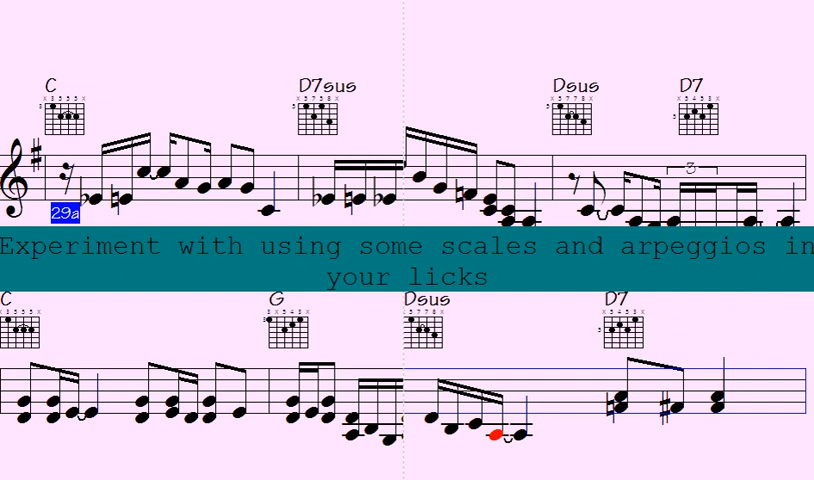 C D7sus Dsus D7
29a
3
Experiment with using some scales and arpeggios in
your licks
C G Dsus D7